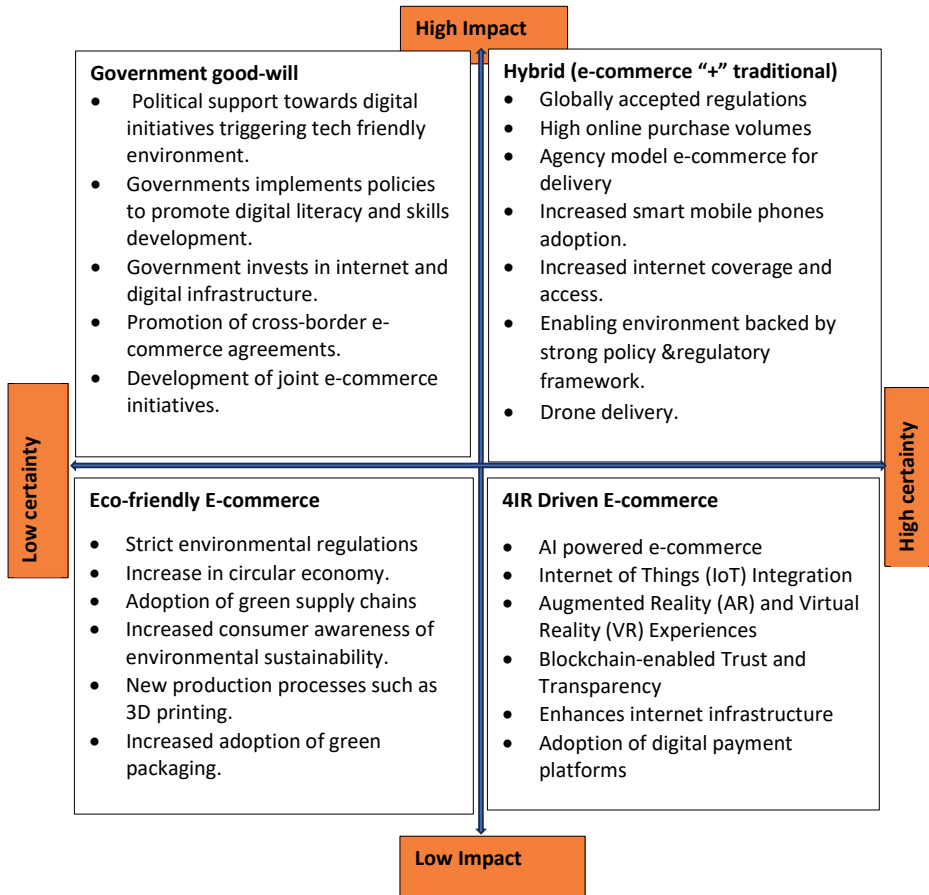 High Impact
Government good-will
• Political support towards digital
initiatives triggering tech friendly
environment.
• Governments implements policies
to promote digital literacy and skills
development.
• Government invests in internet and
digital infrastructure.
• Promotion of cross-border e-
commerce agreements.
• Development of joint e-commerce
initiatives.
Hybrid (e-commerce “+” traditional)
• Globally accepted regulations
• High online purchase volumes
• Agency model e-commerce for
delivery
• Increased smart mobile phones
adoption.
• Increased internet coverage and
access.
• Enabling environment backed by
strong policy &regulatory
framework.
• Drone delivery.
Low certainty
High certainty
Eco-friendly E-commerce
• Strict environmental regulations
• Increase in circular economy.
• Adoption of green supply chains
• Increased consumer awareness of
environmental sustainability.
• New production processes such as
3D printing.
• Increased adoption of green
packaging.
4IR Driven E-commerce
• AI powered e-commerce
• Internet of Things (IoT) Integration
• Augmented Reality (AR) and Virtual
Reality (VR) Experiences
• Blockchain-enabled Trust and
Transparency
• Enhances internet infrastructure
• Adoption of digital payment
platforms
Low Impact